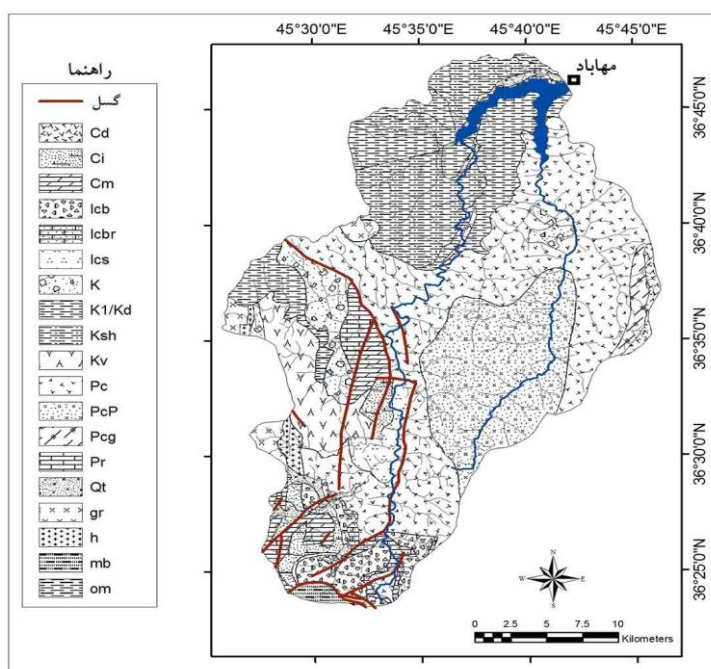 45°30'0"E 45°35'0"E 45°40'0"E 45°45'0"E
مهاباد
36°45'0"N
36°40'0"N
36°35'0"N
36°30'0"N
36°25'0"N
راهنما
گسل
Cd
Ci
Cm
Icb
Icbr
Ics
K
K1/Kd
Ksh
Kv
Pc
PcP
Pcg
Pr
Qt
gr
h
mb
om
N
W E
S
0 2.5 5 7.5 10
Kilometers